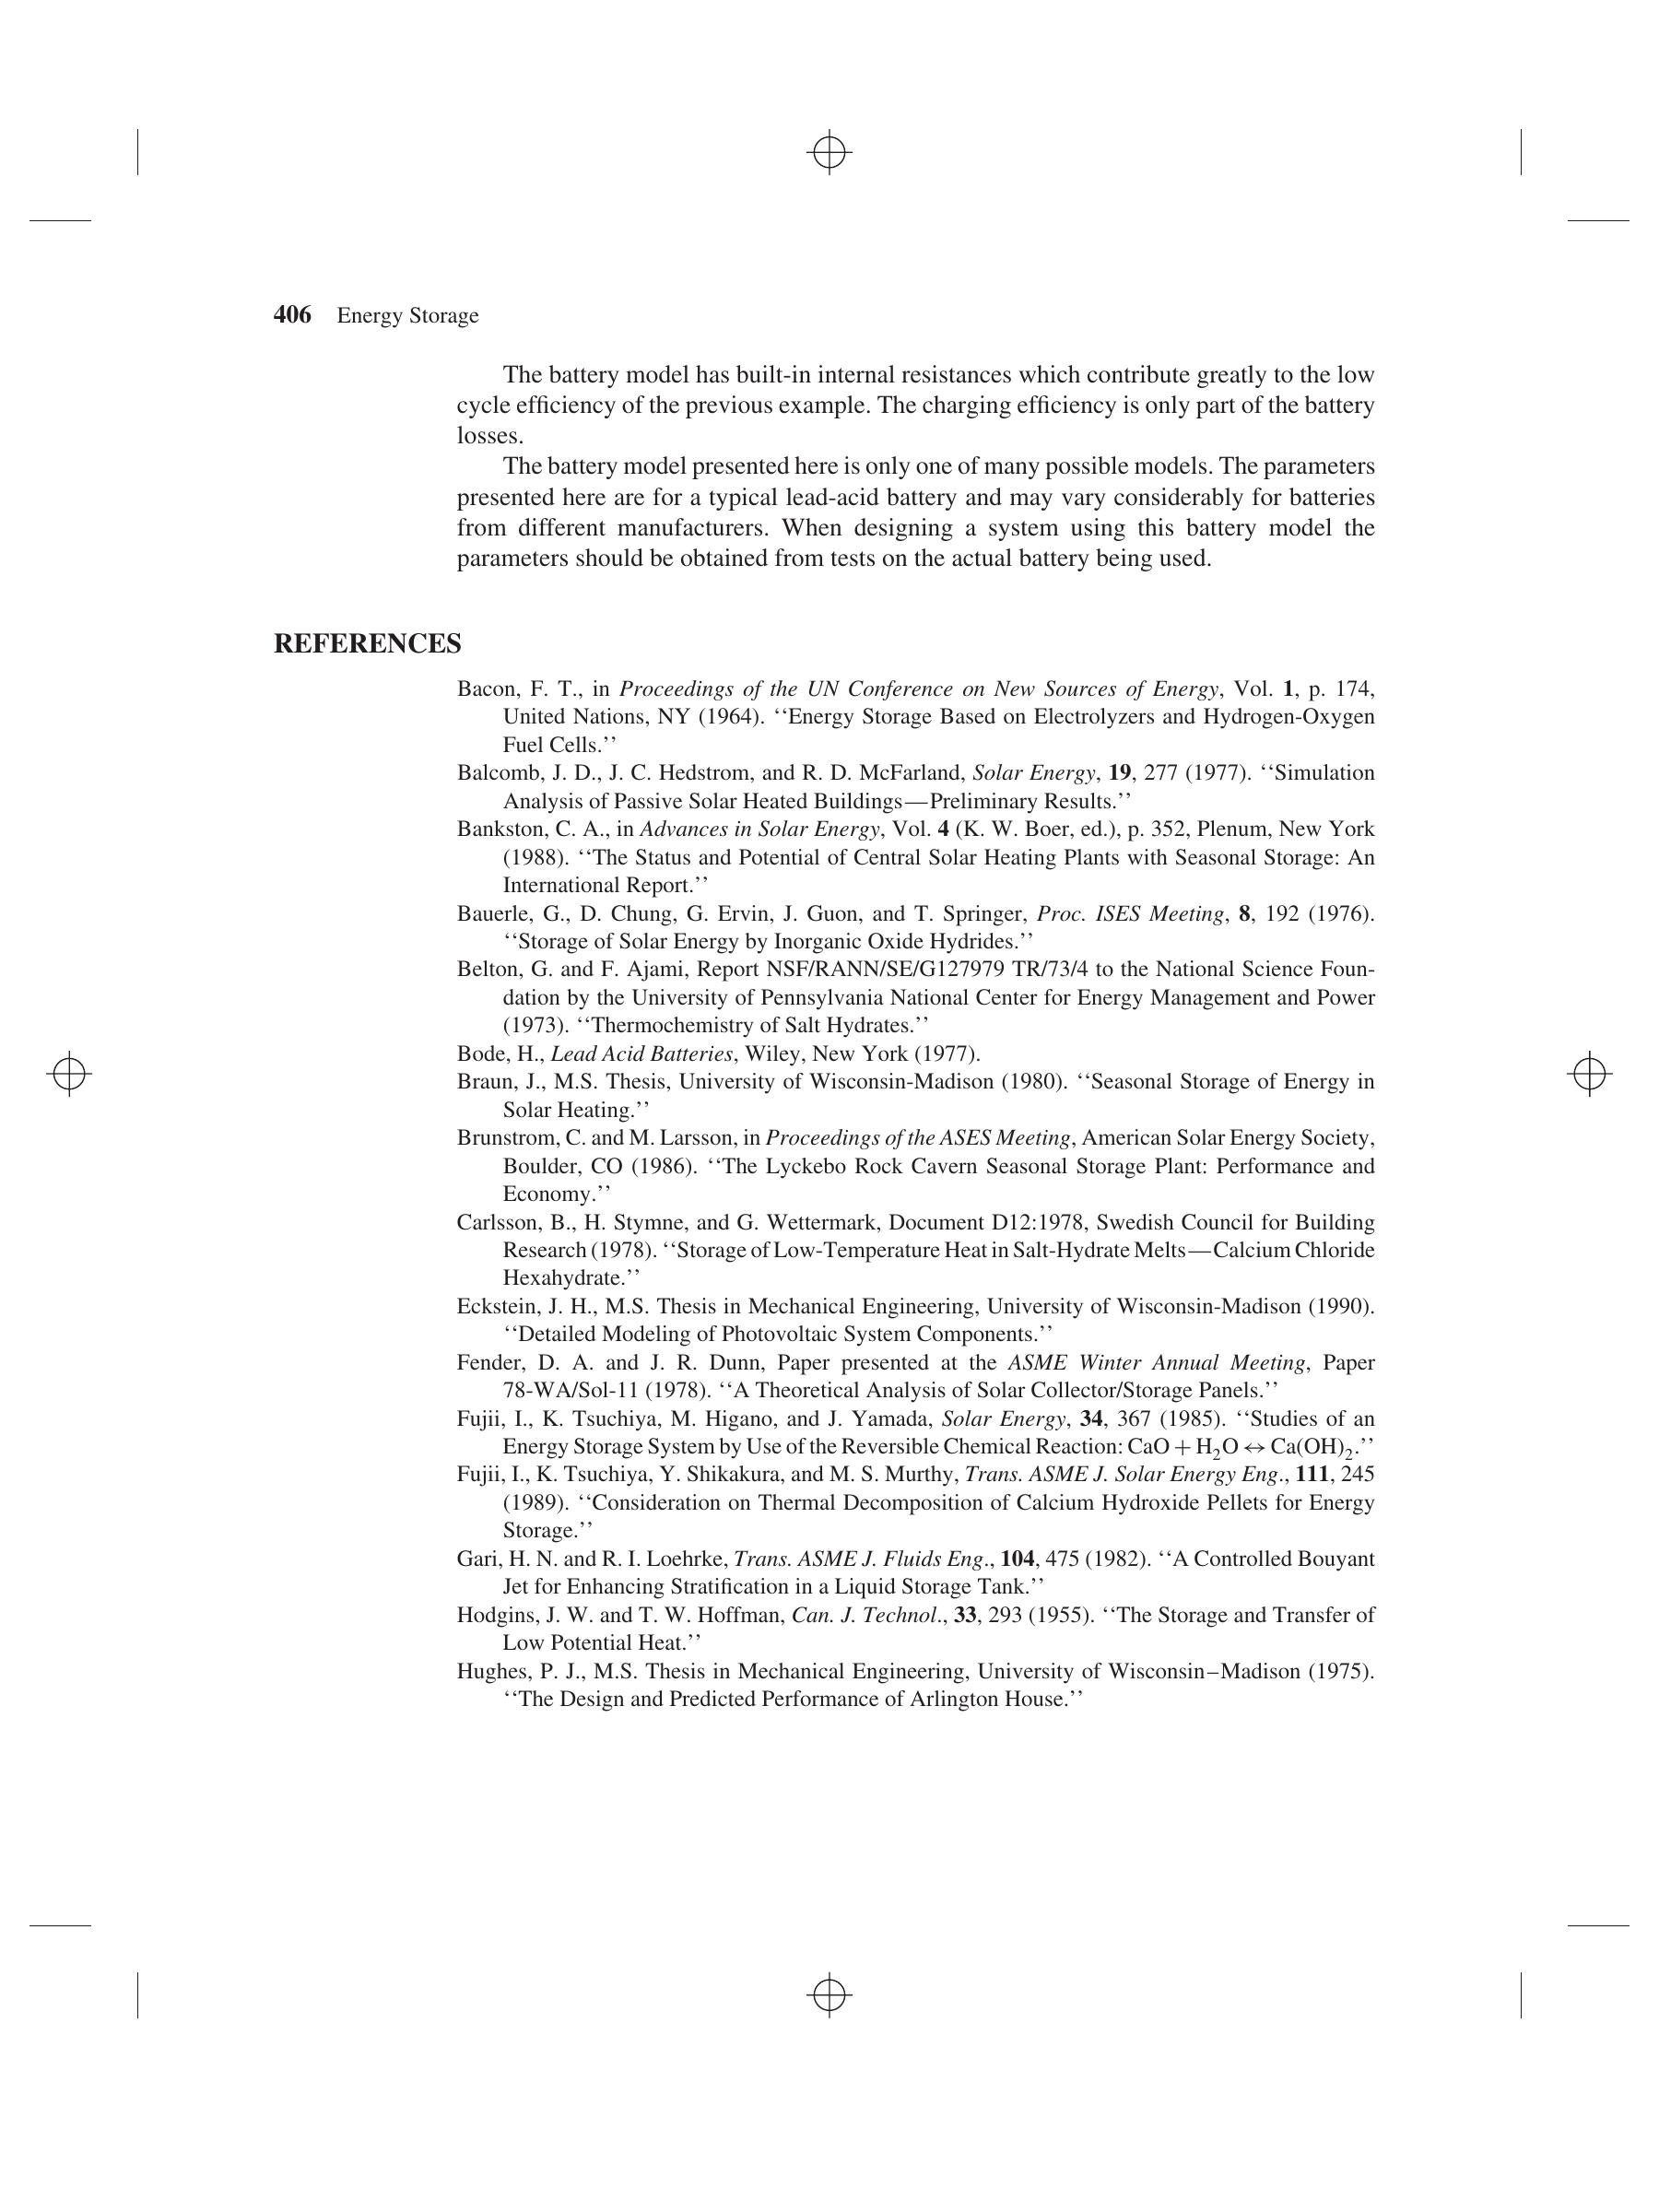 406 Energy Storage
The battery model has built-in internal resistances which contribute greatly to the low
cycle efficiency of the previous example. The charging efficiency is only part of the battery
losses.
The battery model presented here is only one of many possible models. The parameters
presented here are for a typical lead-acid battery and may vary considerably for batteries
from different manufacturers. When designing a system using this battery model the
parameters should be obtained from tests on the actual battery being used.
REFERENCES
Bacon, F. T., in Proceedings of the UN Conference on New Sources of Energy, Vol. 1, p. 174,
United Nations, NY (1964). ‘‘Energy Storage Based on Electrolyzers and Hydrogen-Oxygen
Fuel Cells.’’
Balcomb, J. D., J. C. Hedstrom, and R. D. McFarland, Solar Energy, 19, 277 (1977). ‘‘Simulation
Analysis of Passive Solar Heated Buildings—Preliminary Results.’’
Bankston, C. A., in Advances in Solar Energy, Vol. 4 (K. W. Boer, ed.), p. 352, Plenum, New York
(1988). ‘‘The Status and Potential of Central Solar Heating Plants with Seasonal Storage: An
International Report.’’
Bauerle, G., D. Chung, G. Ervin, J. Guon, and T. Springer, Proc. ISES Meeting, 8, 192 (1976).
‘‘Storage of Solar Energy by Inorganic Oxide Hydrides.’’
Belton, G. and F. Ajami, Report NSF/RANN/SE/G127979 TR/73/4 to the National Science Foun-
dation by the University of Pennsylvania National Center for Energy Management and Power
(1973). ‘‘Thermochemistry of Salt Hydrates.’’
Bode, H., Lead Acid Batteries, Wiley, New York (1977).
Braun, J., M.S. Thesis, University of Wisconsin-Madison (1980). ‘‘Seasonal Storage of Energy in
Solar Heating.’’
Brunstrom, C. and M. Larsson, in Proceedings of the ASES Meeting, American Solar Energy Society,
Boulder, CO (1986). ‘‘The Lyckebo Rock Cavern Seasonal Storage Plant: Performance and
Economy.’’
Carlsson, B., H. Stymne, and G. Wettermark, Document D12:1978, Swedish Council for Building
Research (1978). ‘‘Storage of Low-Temperature Heat in Salt-Hydrate Melts—Calcium Chloride
Hexahydrate.’’
Eckstein, J. H., M.S. Thesis in Mechanical Engineering, University of Wisconsin-Madison (1990).
‘‘Detailed Modeling of Photovoltaic System Components.’’
Fender, D. A. and J. R. Dunn, Paper presented at the ASME Winter Annual Meeting, Paper
78-WA/Sol-11 (1978). ‘‘A Theoretical Analysis of Solar Collector/Storage Panels.’’
Fujii, I., K. Tsuchiya, M. Higano, and J. Yamada, Solar Energy, 34, 367 (1985). ‘‘Studies of an
Energy Storage System by Use of the Reversible Chemical Reaction: CaO + H₂O ↔ Ca(OH)₂.’’
Fujii, I., K. Tsuchiya, Y. Shikakura, and M. S. Murthy, Trans. ASME J. Solar Energy Eng., 111, 245
(1989). ‘‘Consideration on Thermal Decomposition of Calcium Hydroxide Pellets for Energy
Storage.’’
Gari, H. N. and R. I. Loehrke, Trans. ASME J. Fluids Eng., 104, 475 (1982). ‘‘A Controlled Bouyant
Jet for Enhancing Stratification in a Liquid Storage Tank.’’
Hodgins, J. W. and T. W. Hoffman, Can. J. Technol., 33, 293 (1955). ‘‘The Storage and Transfer of
Low Potential Heat.’’
Hughes, P. J., M.S. Thesis in Mechanical Engineering, University of Wisconsin–Madison (1975).
‘‘The Design and Predicted Performance of Arlington House.’’